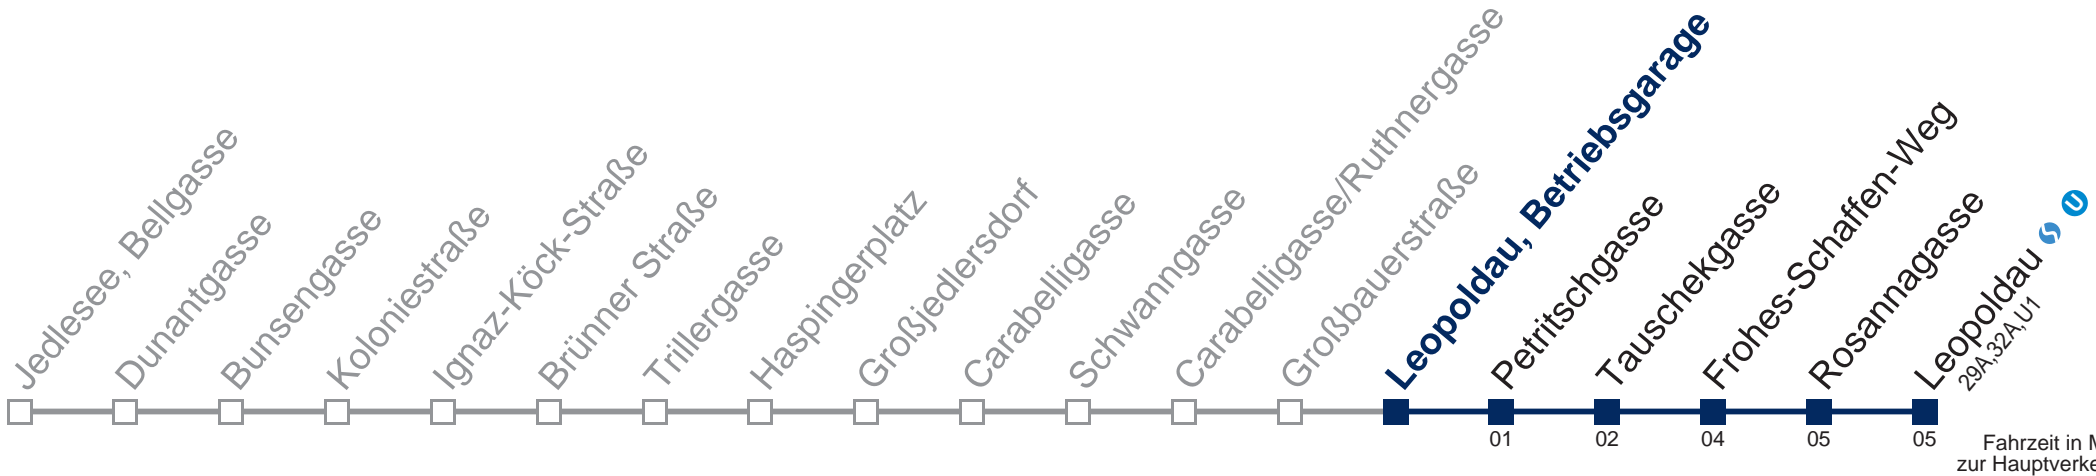 Jedlesee, Bellgasse
Dunantgasse
Bunsengasse
Koloniestraße
Ignaz-Köck-Straße
Brünner Straße
Trillergasse
Haspingerplatz
Großjedlersdorf
Carabelligasse
Schwanngasse
Carabelligasse/Ruthnergasse
Großbauerstraße
Leopoldau, Betriebsgarage
Petritschgasse
Tauschekgasse
Frohes-Schaffen-Weg
Rosannagasse
Leopoldau S U
29A,32A,U1
01 02 04 05 05
Fahrzeit in M
zur Hauptverke